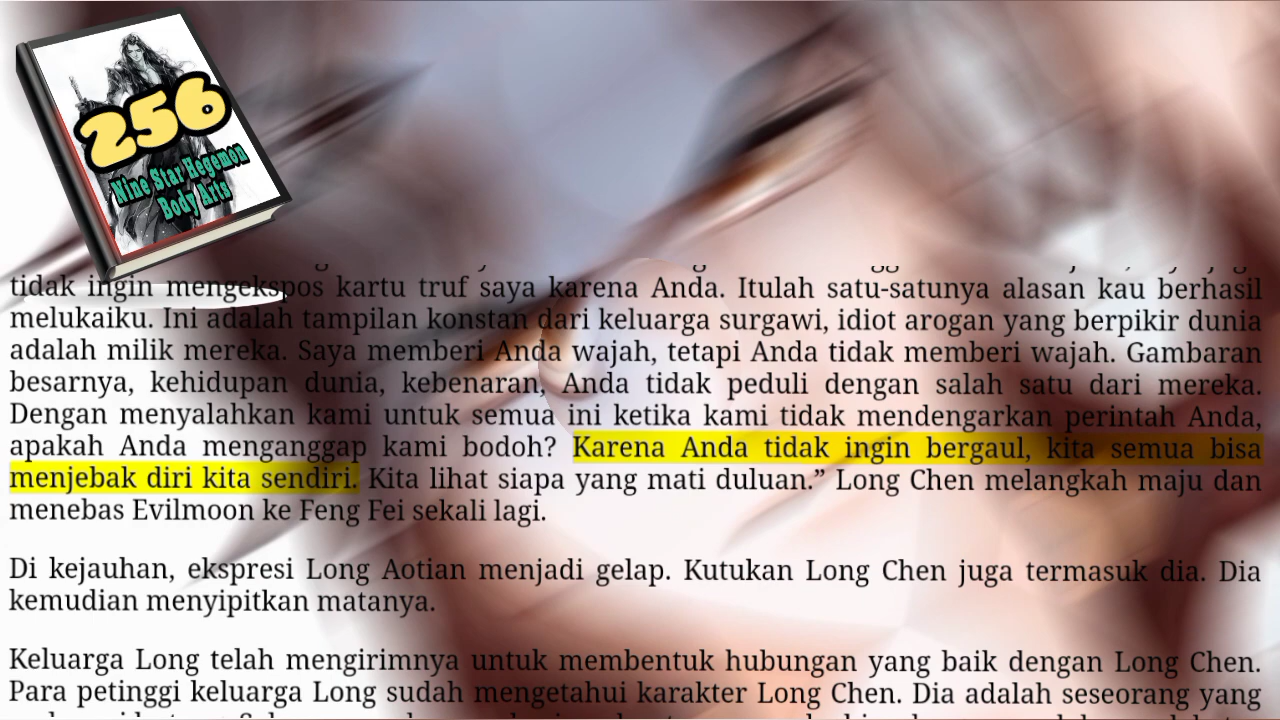 256
Nine Star Hegemon
Body Arts
tidak ingin mengekspos kartu truf saya karena Anda. Itulah satu-satunya alasan kau berhasil
melukaiku. Ini adalah tampilan konstan dari keluarga surgawi, idiot arogan yang berpikir dunia
adalah milik mereka. Saya memberi Anda wajah, tetapi Anda tidak memberi wajah. Gambaran
besarnya, kehidupan dunia, kebenaran, Anda tidak peduli dengan salah satu dari mereka.
Dengan menyalahkan kami untuk semua ini ketika kami tidak mendengarkan perintah Anda,
apakah Anda menganggap kami bodoh? Karena Anda tidak ingin bergaul, kita semua bisa
menjebak diri kita sendiri. Kita lihat siapa yang mati duluan.” Long Chen melangkah maju dan
menebas Evilmoon ke Feng Fei sekali lagi.
Di kejauhan, ekspresi Long Aotian menjadi gelap. Kutukan Long Chen juga termasuk dia. Dia
kemudian menyipitkan matanya.
Keluarga Long telah mengirimnya untuk membentuk hubungan yang baik dengan Long Chen.
Para petinggi keluarga Long sudah mengetahui karakter Long Chen. Dia adalah seseorang yang